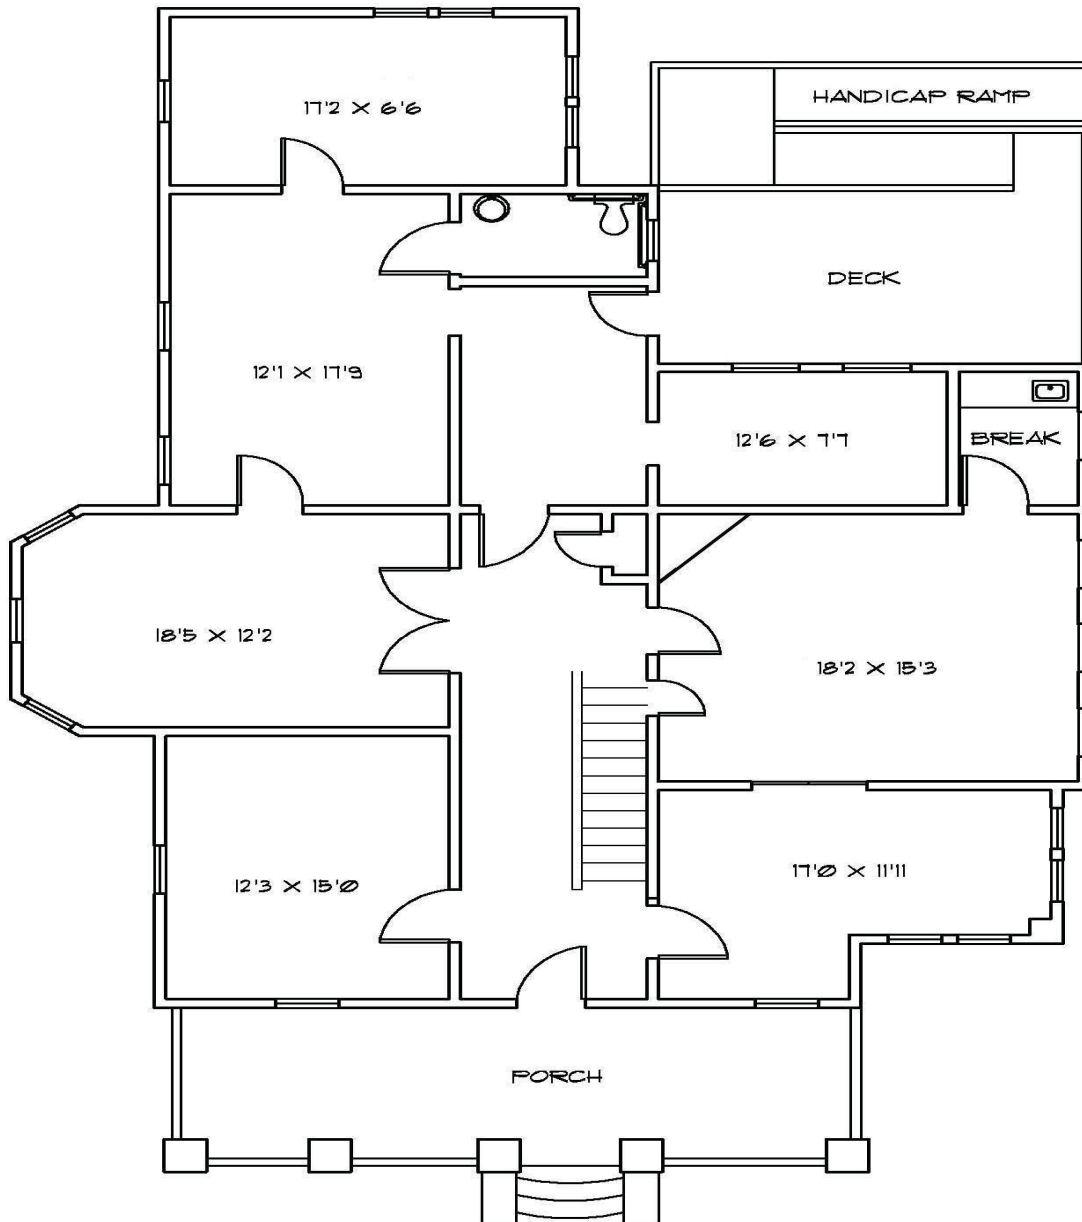 17'2 X 6'6
HANDICAP RAMP
DECK
12'1 X 17'9
12'6 X 7'7
BREAK
18'5 X 12'2
18'2 X 15'3
17'0 X 11'11
12'3 X 15'0
PORCH